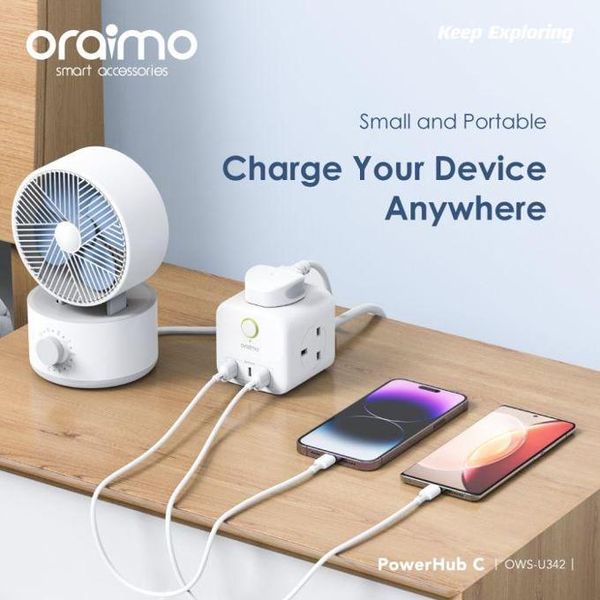 oraimo
smart accessories
Keep Exploring
Small and Portable
Charge Your Device
Anywhere
oraimo
PowerHub C | OWS-U342 |